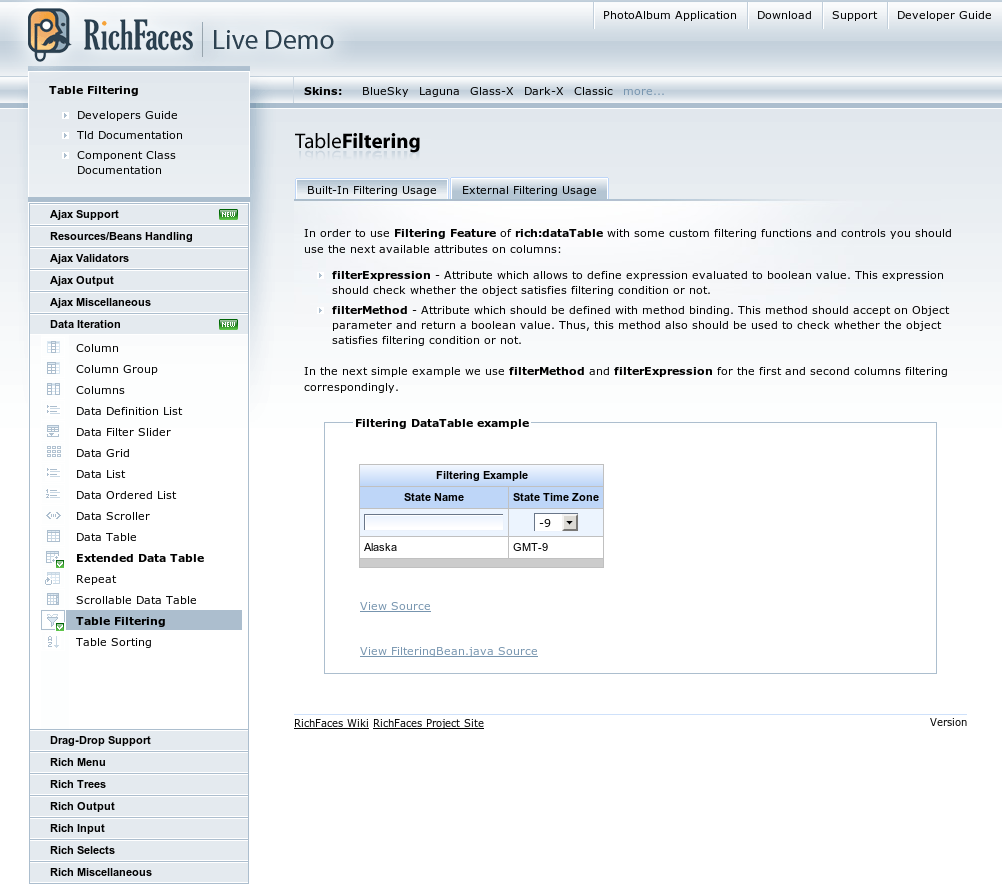 PhotoAlbum Application
Download
Support
Developer Guide
RichFaces
Live Demo
Skins:
BlueSky
Laguna
Glass-X
Dark-X
Classic
more...
Table Filtering
Developers Guide
Tld Documentation
Component Class
Documentation
Ajax Support
NEW
Resources/Beans Handling
Ajax Validators
Ajax Output
Ajax Miscellaneous
Data Iteration
NEW
Column
Column Group
Columns
Data Definition List
Data Filter Slider
Data Grid
Data List
Data Ordered List
Data Scroller
Data Table
Extended Data Table
Repeat
Scrollable Data Table
Table Filtering
Table Sorting
Drag-Drop Support
Rich Menu
Rich Trees
Rich Output
Rich Input
Rich Selects
Rich Miscellaneous
TableFiltering
Built-In Filtering Usage
External Filtering Usage
In order to use Filtering Feature of rich:dataTable with some custom filtering functions and controls you should
use the next available attributes on columns:
filterExpression - Attribute which allows to define expression evaluated to boolean value. This expression
should check whether the object satisfies filtering condition or not.
filterMethod - Attribute which should be defined with method binding. This method should accept on Object
parameter and return a boolean value. Thus, this method also should be used to check whether the object
satisfies filtering condition or not.
In the next simple example we use filterMethod and filterExpression for the first and second columns filtering
correspondingly.
Filtering DataTable example
Filtering Example
State Name
State Time Zone
-9
Alaska
GMT-9
View Source
View FilteringBean.java Source
RichFaces Wiki
RichFaces Project Site
Version